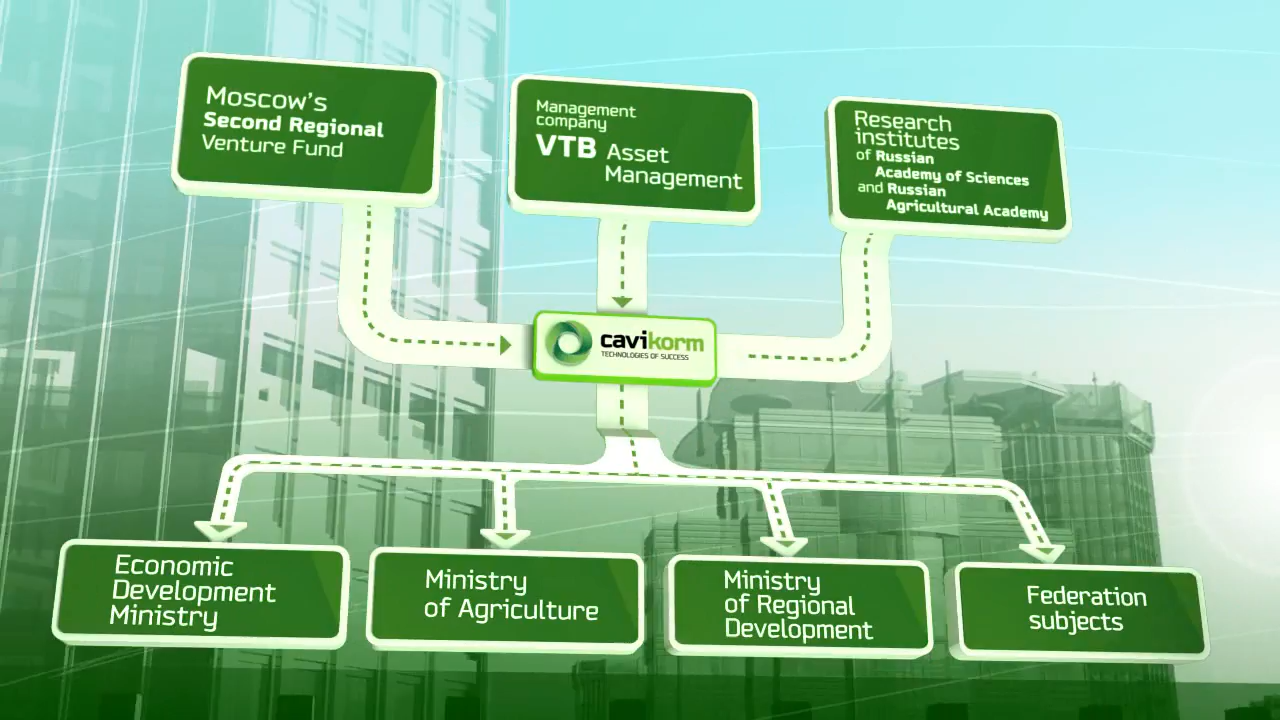 Moscow's
Second Regional
Venture Fund
Management
company
VTB Asset
Management
Research
institutes
of Russian
Academy of Sciences
and Russian
Agricultural Academy
cavikorm
TECHNOLOGIES OF SUCCESS
Economic
Development
Ministry
Ministry
of Agriculture
Ministry
of Regional
Development
Federation
subjects